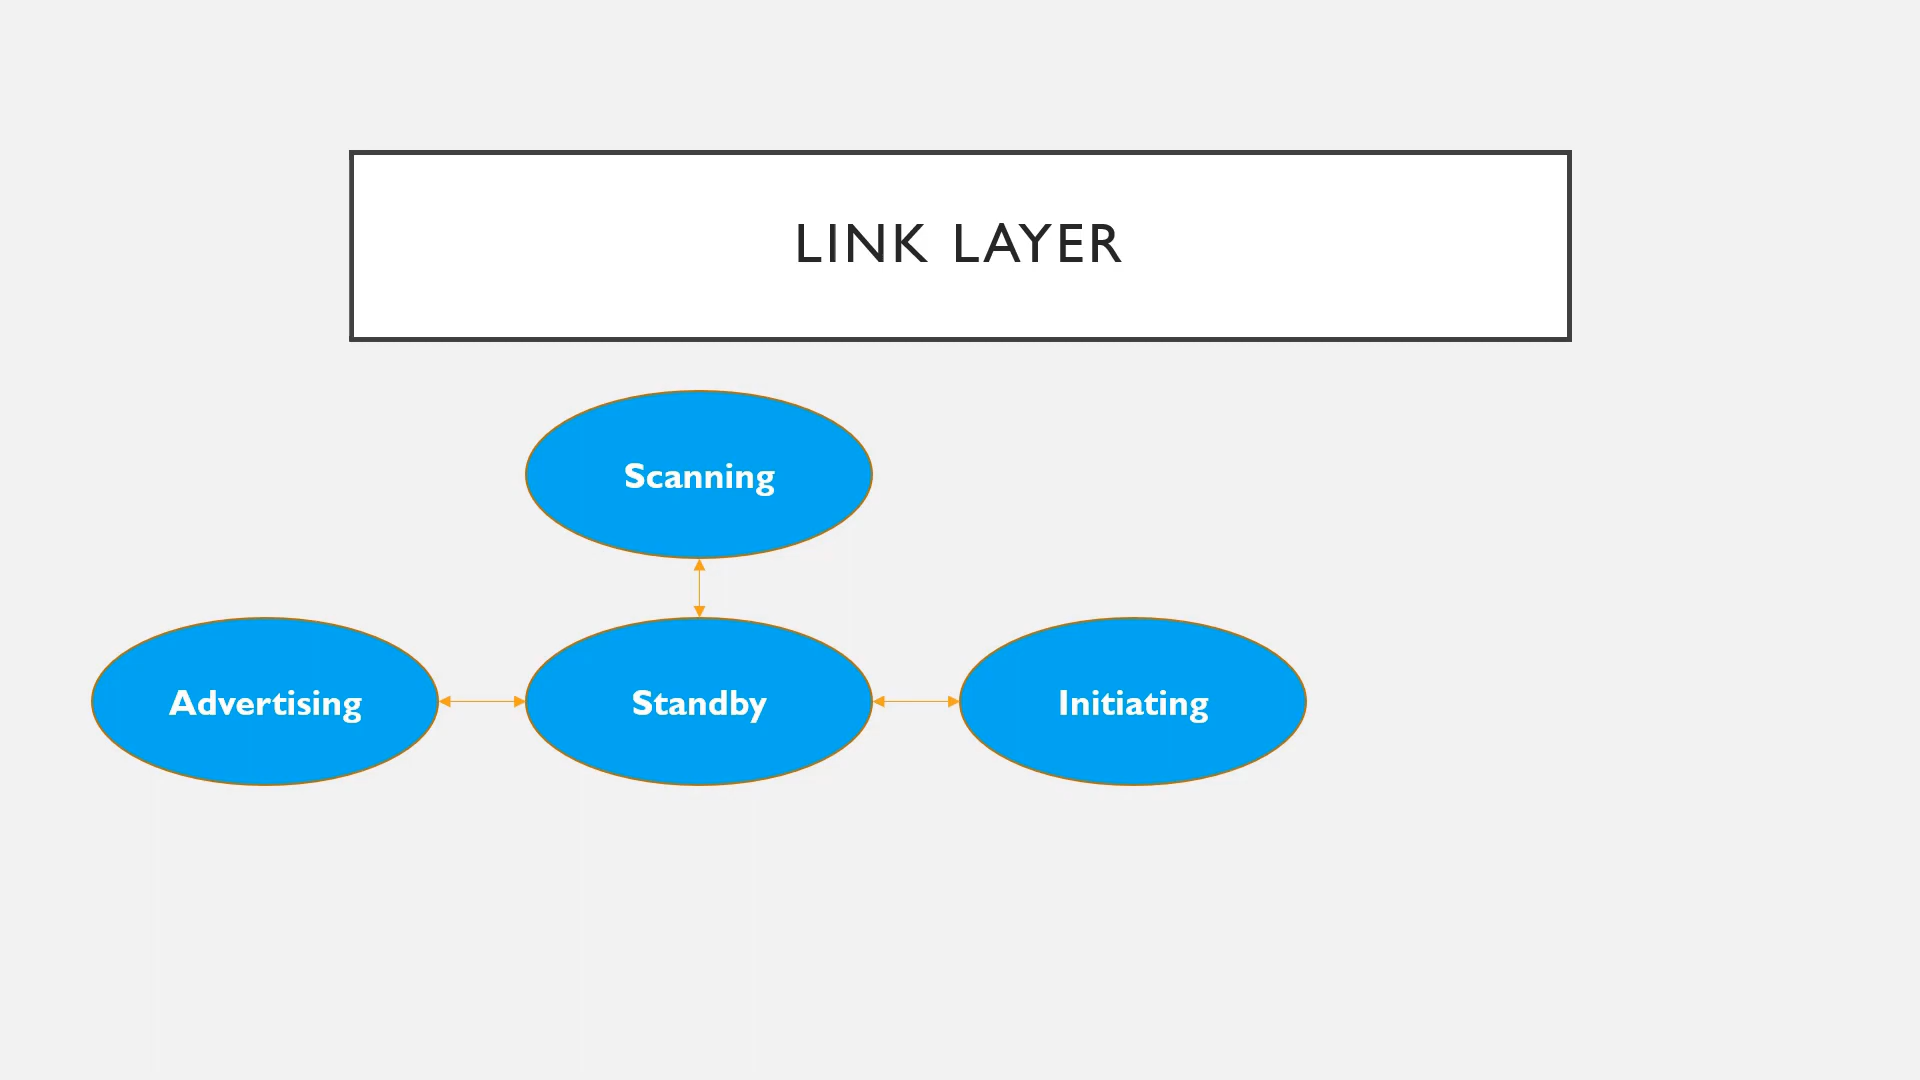 LINK LAYER
Scanning
Advertising
Standby
Initiating